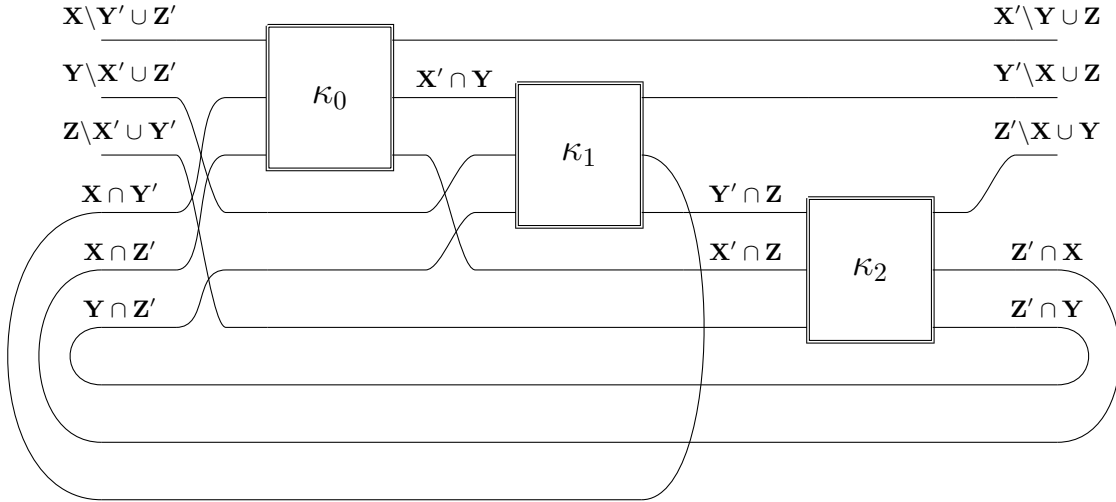 X\Y′ ∪ Z′
X′\Y ∪ Z
Y\X′ ∪ Z′
X′ ∩ Y
Y′\X ∪ Z
κ₀
Z\X′ ∪ Y′
κ₁
Z′\X ∪ Y
X ∩ Y′
Y′ ∩ Z
X ∩ Z′
X′ ∩ Z
κ₂
Z′ ∩ X
Y ∩ Z′
Z′ ∩ Y